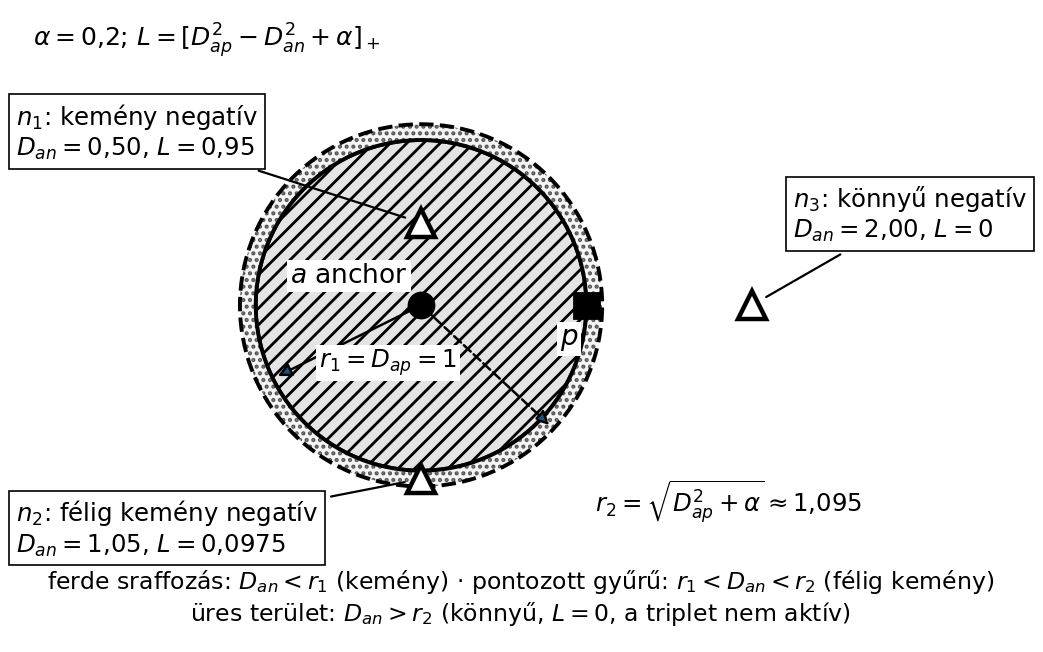 α = 0,2; L = [D²ₐₚ − D²ₐₙ + α]₊
n₁: kemény negatív
Dₐₙ = 0,50, L = 0,95
n₃: könnyű negatív
Dₐₙ = 2,00, L = 0
a anchor
p
r₁ = Dₐₚ = 1
r₂ = √(D²ₐₚ + α) ≈ 1,095
n₂: félig kemény negatív
Dₐₙ = 1,05, L = 0,0975
ferde sraffozás: Dₐₙ < r₁ (kemény) · pontozott gyűrű: r₁ < Dₐₙ < r₂ (félig kemény)
üres terület: Dₐₙ > r₂ (könnyű, L = 0, a triplet nem aktív)